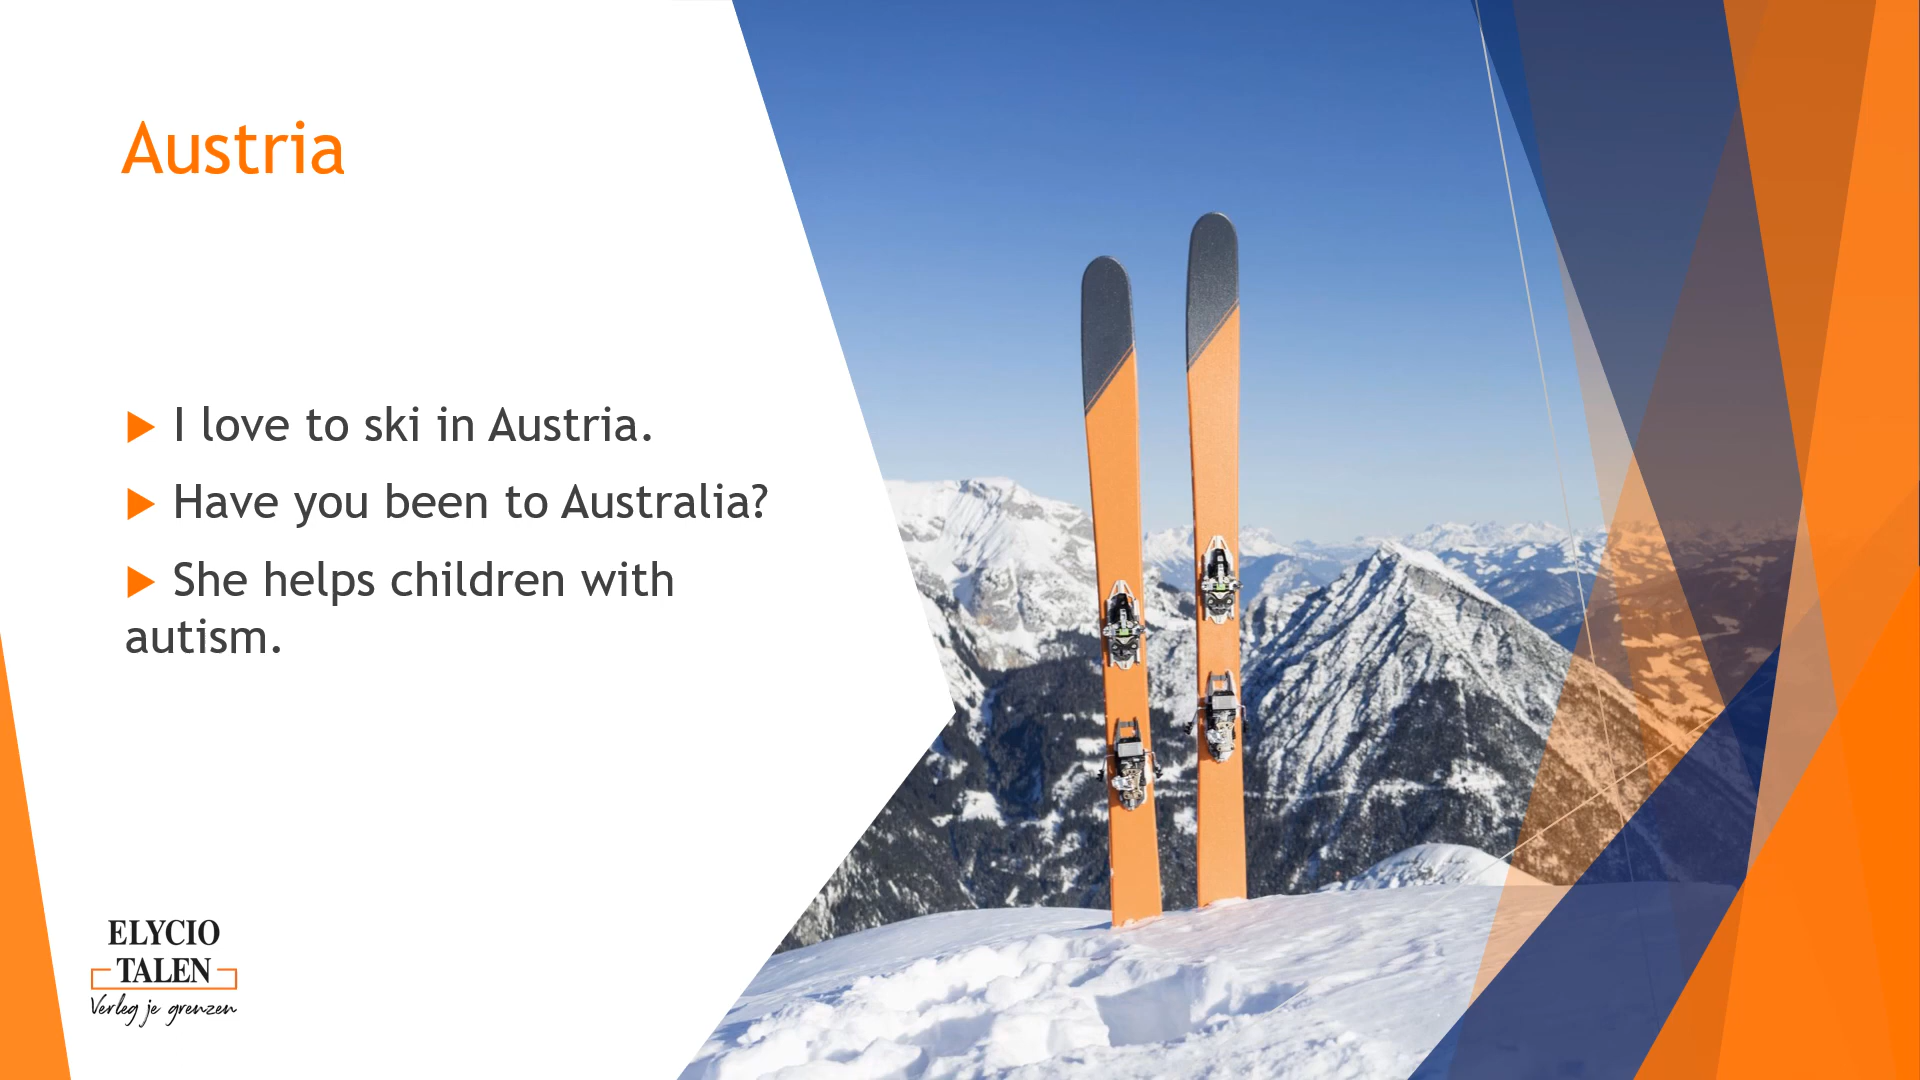 Austria
I love to ski in Austria.
Have you been to Australia?
She helps children with
autism.
ELYCIO
TALEN
Verleg je grenzen